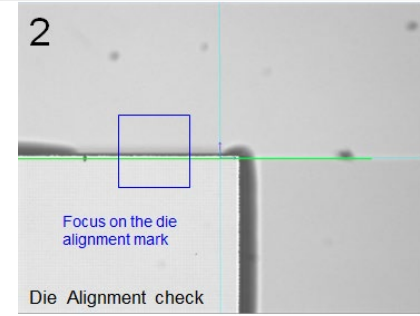 2
Focus on the die
alignment mark
Die Alignment check